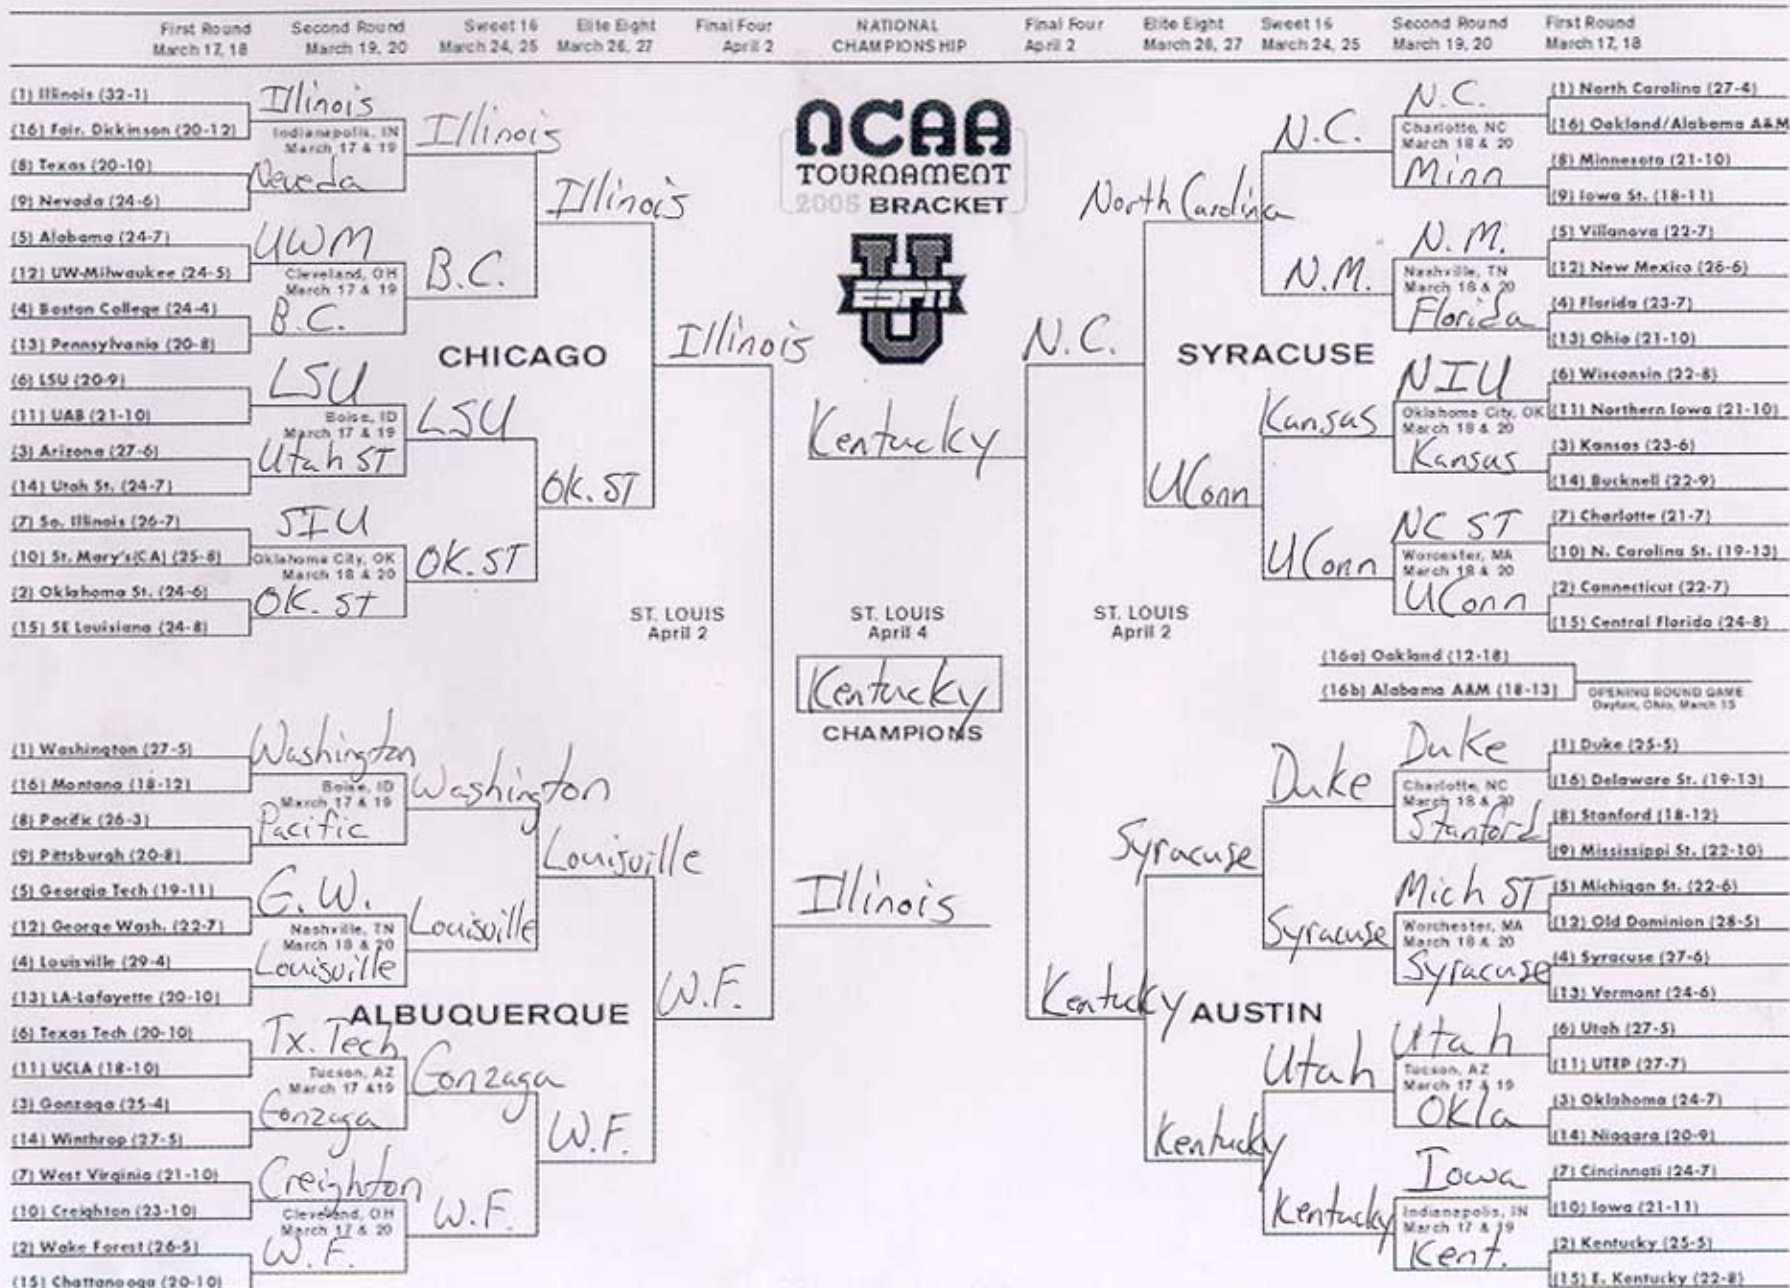 First Round Second Round Sweet 16 Elite Eight Final Four NATIONAL Final Four Elite Eight Sweet 16 Second Round First Round
March 17, 18 March 19, 20 March 24, 25 March 26, 27 April 2 CHAMPIONSHIP April 2 March 26, 27 March 24, 25 March 19, 20 March 17, 18
NCAA
TOURNAMENT
2005 BRACKET
U
ESPN
(1) Illinois (32-1)
Illinois
(16) Fair. Dickinson (20-12)
Indianapolis, IN
March 17 & 19
Illinois
(8) Texas (20-10)
Neveda
(9) Nevada (24-6)
Illinois
(5) Alabama (24-7)
UWM
(12) UW-Milwaukee (24-5)
Cleveland, OH
March 17 & 19
B.C.
(4) Boston College (24-4)
B.C.
(13) Pennsylvania (20-8)
Illinois
CHICAGO
(6) LSU (20-9)
LSU
(11) UAB (21-10)
Boise, ID
March 17 & 19
LSU
(3) Arizona (27-6)
Utah ST
(14) Utah St. (24-7)
OK. ST
(7) So. Illinois (26-7)
SIU
(10) St. Mary's(CA) (25-8)
Oklahoma City, OK
March 18 & 20
OK. ST
(2) Oklahoma St. (24-6)
OK. ST
(15) SE Louisiana (24-8)
ST. LOUIS
April 2
(1) Washington (27-5)
Washington
(16) Montana (18-12)
Boise, ID
March 17 & 19
Washington
(8) Pacific (26-3)
Pacific
(9) Pittsburgh (20-8)
Louisville
(5) Georgia Tech (19-11)
G.W.
(12) George Wash. (22-7)
Nashville, TN
March 18 & 20
Louisville
(4) Louisville (29-4)
Louisville
(13) LA-Lafayette (20-10)
W.F.
ALBUQUERQUE
(6) Texas Tech (20-10)
Tx. Tech
(11) UCLA (18-10)
Tucson, AZ
March 17 &19
Gonzaga
(3) Gonzaga (25-4)
Gonzaga
(14) Winthrop (27-5)
W.F.
(7) West Virginia (21-10)
Creighton
(10) Creighton (23-10)
Cleveland, OH
March 17 & 20
W.F.
(2) Wake Forest (26-5)
W.F.
(15) Chattanooga (20-10)
Kentucky
ST. LOUIS
April 4
Kentucky
CHAMPIONS
Illinois
(1) North Carolina (27-4)
N.C.
(16) Oakland/Alabama A&M
Charlotte, NC
March 18 & 20
N.C.
(8) Minnesota (21-10)
Minn
(9) Iowa St. (18-11)
North Carolina
(5) Villanova (22-7)
N.M.
(12) New Mexico (26-6)
Nashville, TN
March 18 & 20
N.M.
(4) Florida (23-7)
Florida
(13) Ohio (21-10)
N.C.
SYRACUSE
(6) Wisconsin (22-8)
NIU
(11) Northern Iowa (21-10)
Oklahoma City, OK
March 18 & 20
Kansas
(3) Kansas (23-6)
Kansas
(14) Bucknell (22-9)
UConn
(7) Charlotte (21-7)
NC ST
(10) N. Carolina St. (19-13)
Worcester, MA
March 18 & 20
UConn
(2) Connecticut (22-7)
UConn
(15) Central Florida (24-8)
ST. LOUIS
April 2
(16a) Oakland (12-18)
(16b) Alabama A&M (18-13)
OPENING ROUND GAME
Dayton, Ohio, March 15
(1) Duke (25-5)
Duke
(16) Delaware St. (19-13)
Charlotte, NC
March 18 & 20
Duke
(8) Stanford (18-12)
Stanford
(9) Mississippi St. (22-10)
Syracuse
(5) Michigan St. (22-6)
Mich ST
(12) Old Dominion (28-5)
Worchester, MA
March 18 & 20
Syracuse
(4) Syracuse (27-6)
Syracuse
(13) Vermont (24-6)
Kentucky
AUSTIN
(6) Utah (27-5)
Utah
(11) UTEP (27-7)
Tucson, AZ
March 17 & 19
Utah
(3) Oklahoma (24-7)
Okla
(14) Niagara (20-9)
Kentucky
(7) Cincinnati (24-7)
Iowa
(10) Iowa (21-11)
Indianapolis, IN
March 17 & 19
Kentucky
(2) Kentucky (25-5)
Kent.
(15) E. Kentucky (22-8)